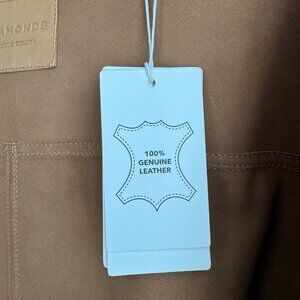 AMONDS
100%
GENUINE
LEATHER